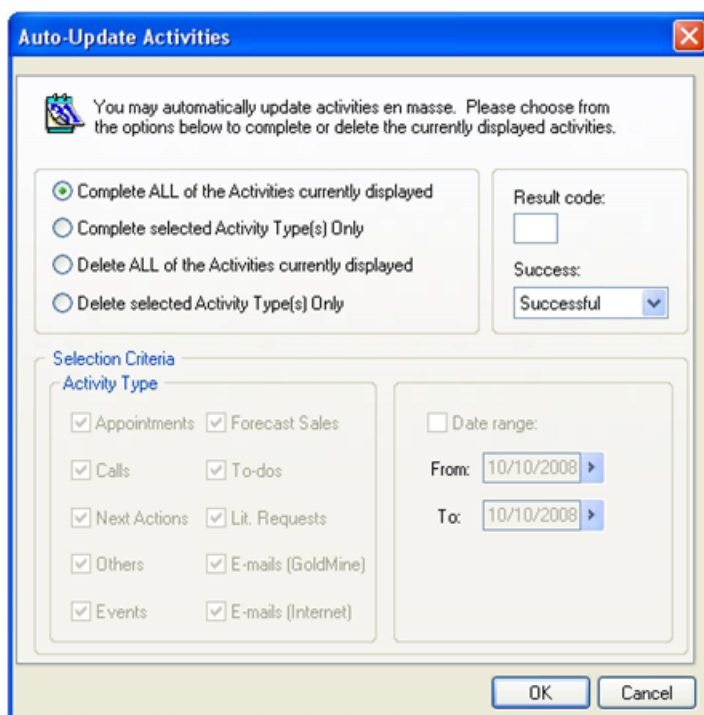 Auto-Update Activities
You may automatically update activities en masse. Please choose from
the options below to complete or delete the currently displayed activities.
Complete ALL of the Activities currently displayed
Complete selected Activity Type(s) Only
Delete ALL of the Activities currently displayed
Delete selected Activity Type(s) Only
Result code:
Success:
Successful
Selection Criteria
Activity Type
Appointments
Forecast Sales
Calls
To-dos
Next Actions
Lit. Requests
Others
E-mails (GoldMine)
Events
E-mails (Internet)
Date range:
From: 10/10/2008
To: 10/10/2008
OK
Cancel